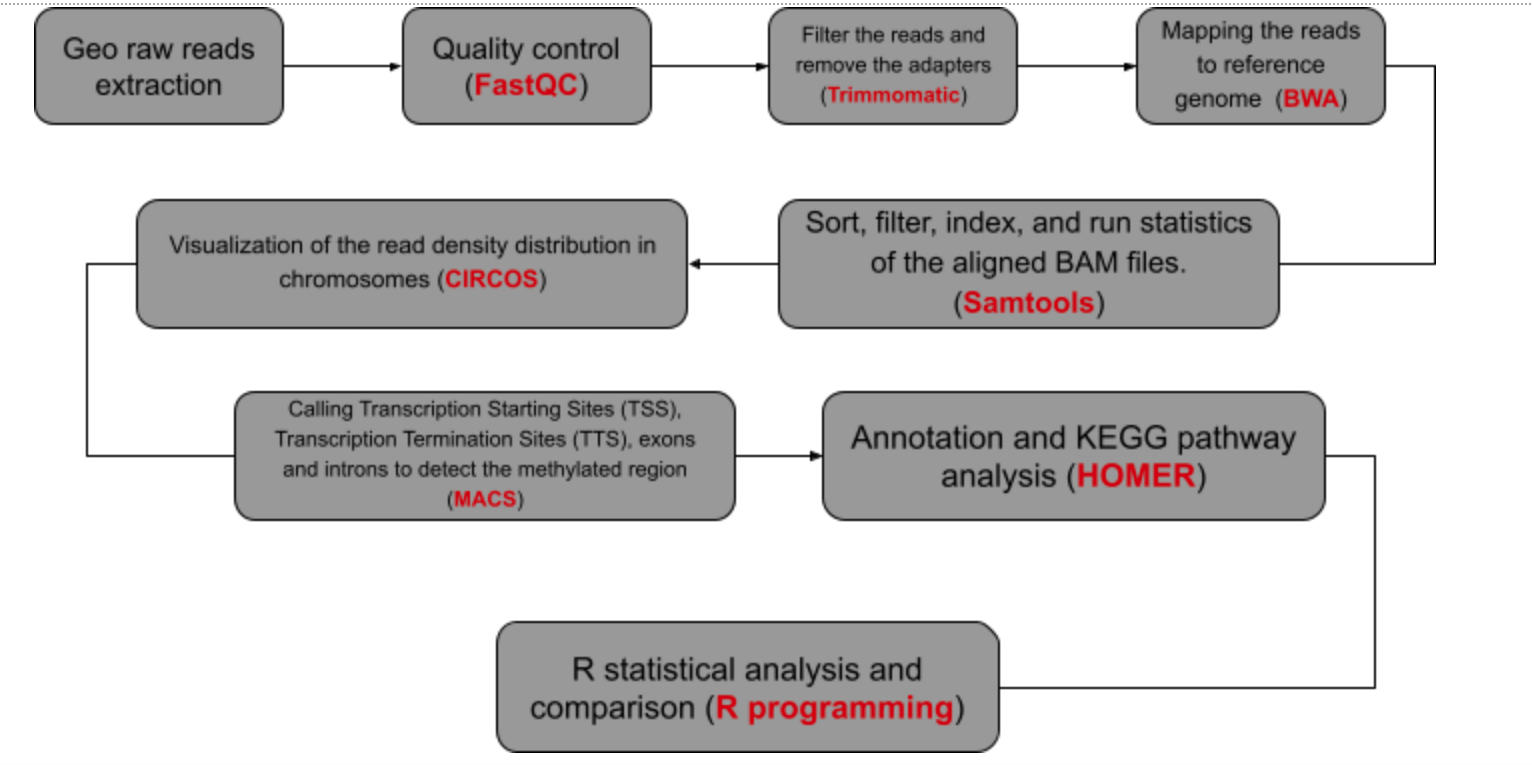 Geo raw reads
extraction
Quality control
(FastQC)
Filter the reads and
remove the adapters
(Trimmomatic)
Mapping the reads
to reference
genome (BWA)
Sort, filter, index, and run statistics
of the aligned BAM files.
(Samtools)
Visualization of the read density distribution in
chromosomes (CIRCOS)
Calling Transcription Starting Sites (TSS),
Transcription Termination Sites (TTS), exons
and introns to detect the methylated region
(MACS)
Annotation and KEGG pathway
analysis (HOMER)
R statistical analysis and
comparison (R programming)